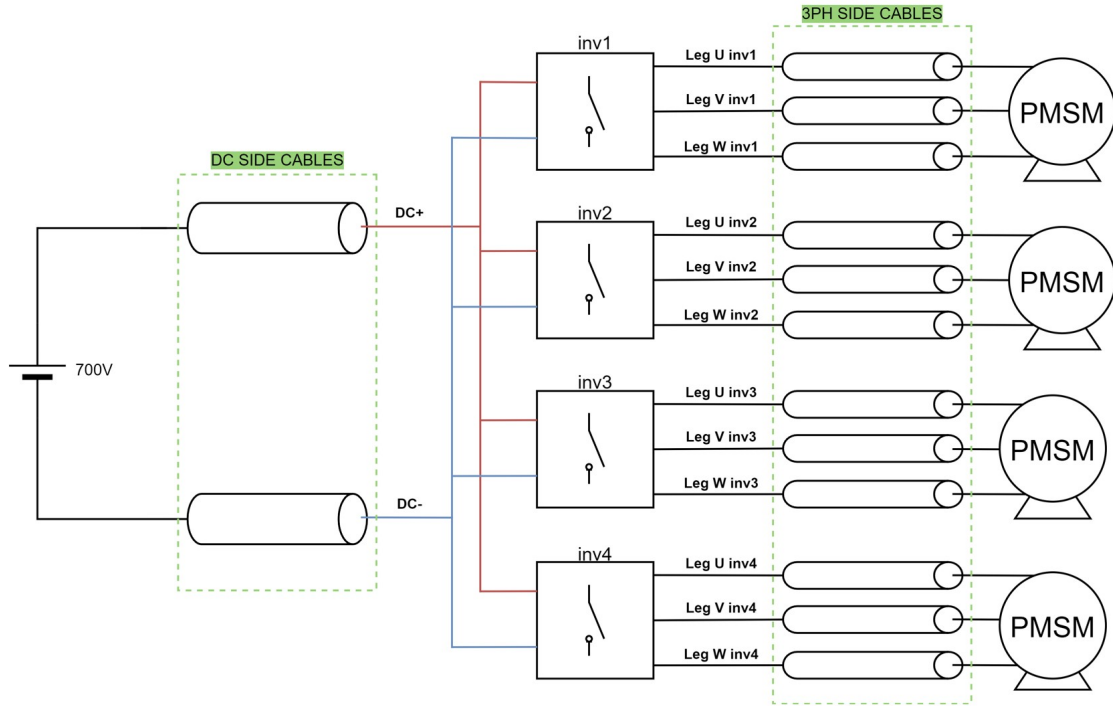 3PH SIDE CABLES
inv1
Leg U inv1
Leg V inv1
Leg W inv1
PMSM
DC SIDE CABLES
DC+
inv2
Leg U inv2
Leg V inv2
Leg W inv2
PMSM
700V
inv3
Leg U inv3
Leg V inv3
Leg W inv3
PMSM
DC-
inv4
Leg U inv4
Leg V inv4
Leg W inv4
PMSM